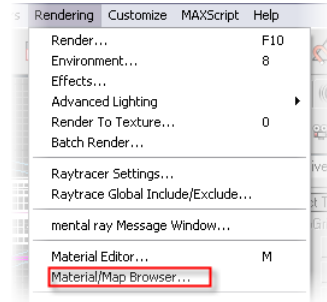 Rendering Customize MAXScript Help
Render... F10
Environment... 8
Effects...
Advanced Lighting
Render To Texture... 0
Batch Render...
Raytracer Settings...
Raytrace Global Include/Exclude...
mental ray Message Window...
Material Editor... M
Material/Map Browser...